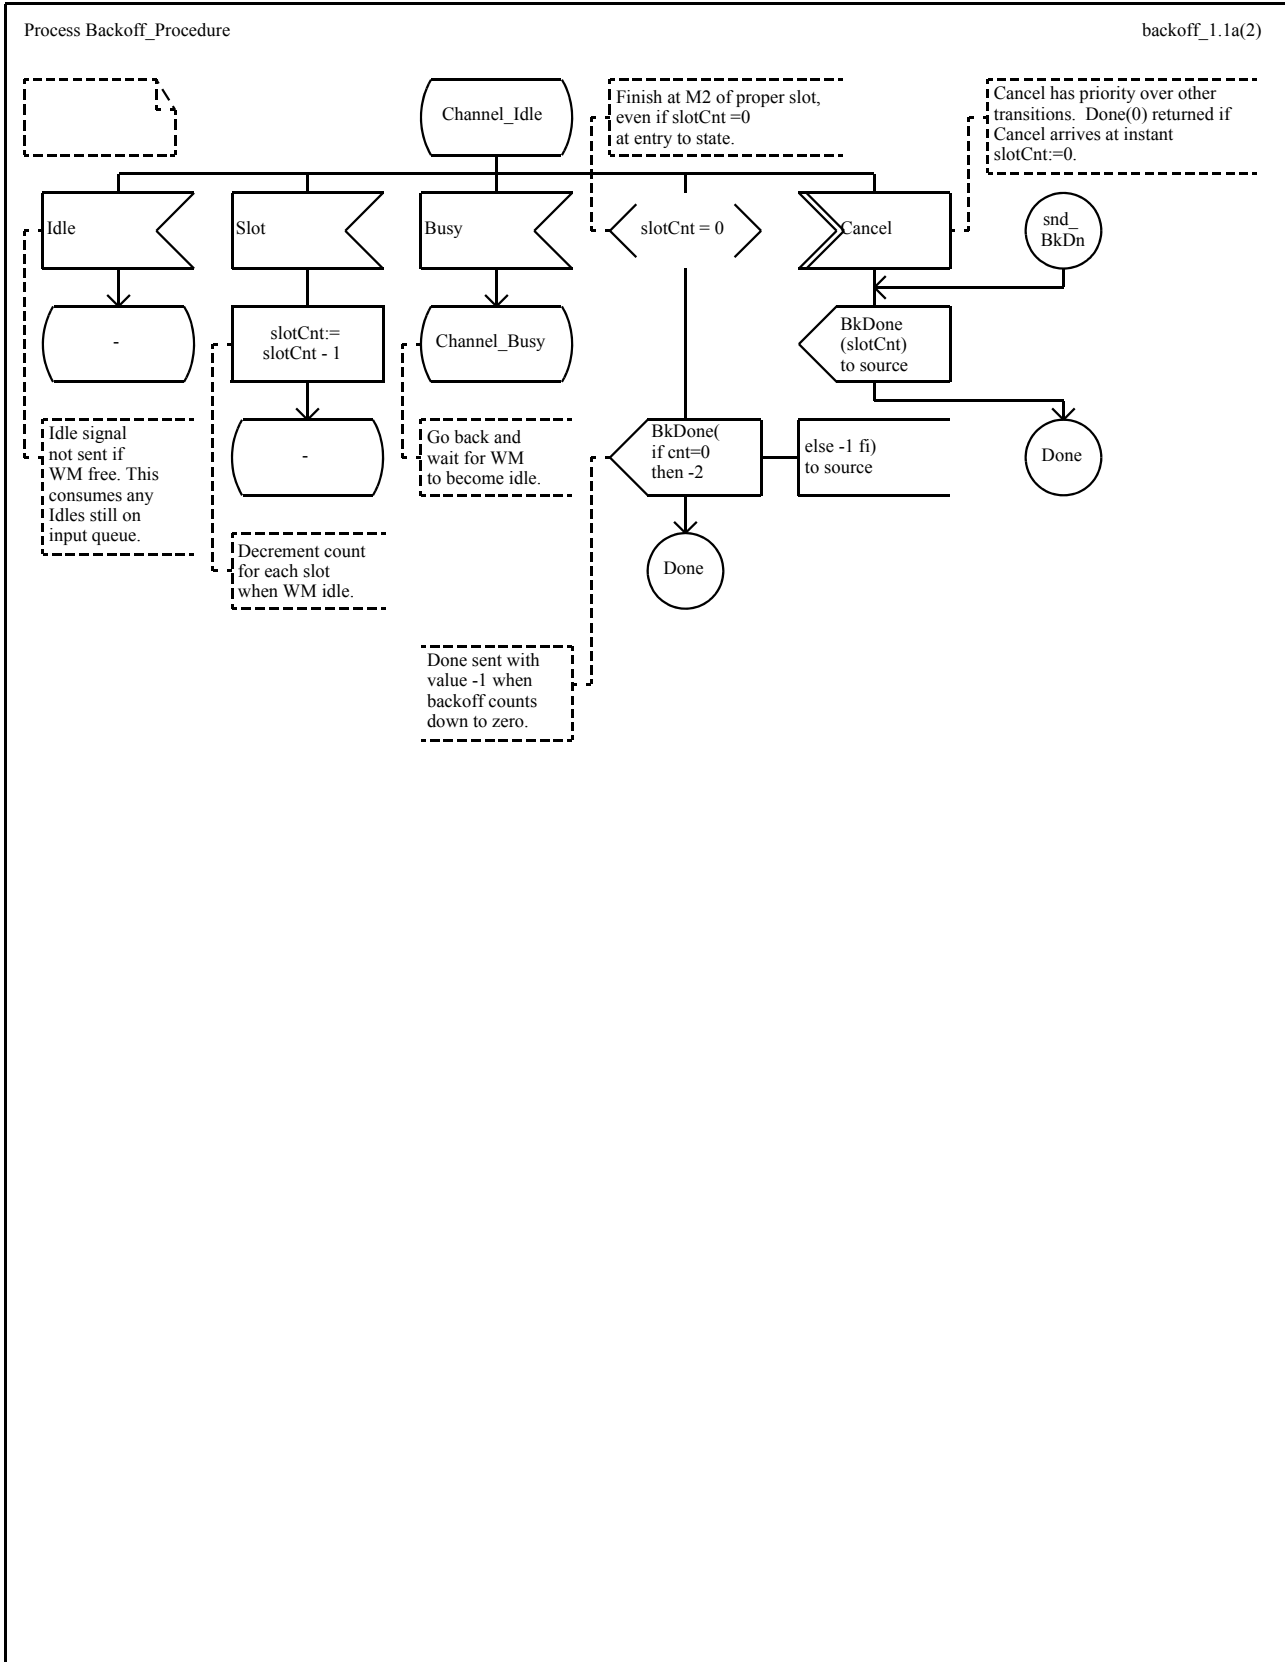 Process Backoff_Procedure
backoff_1.1a(2)
Channel_Idle
Finish at M2 of proper slot,
even if slotCnt =0
at entry to state.
Cancel has priority over other
transitions.  Done(0) returned if
Cancel arrives at instant
slotCnt:=0.
Idle
Slot
Busy
slotCnt = 0
Cancel
snd_
BkDn
-
slotCnt:=
slotCnt - 1
Channel_Busy
BkDone
(slotCnt)
to source
Idle signal
not sent if
WM free. This
consumes any
Idles still on
input queue.
-
Go back and
wait for WM
to become idle.
BkDone(
if cnt=0
then -2
else -1 fi)
to source
Done
Decrement count
for each slot
when WM idle.
Done
Done sent with
value -1 when
backoff counts
down to zero.